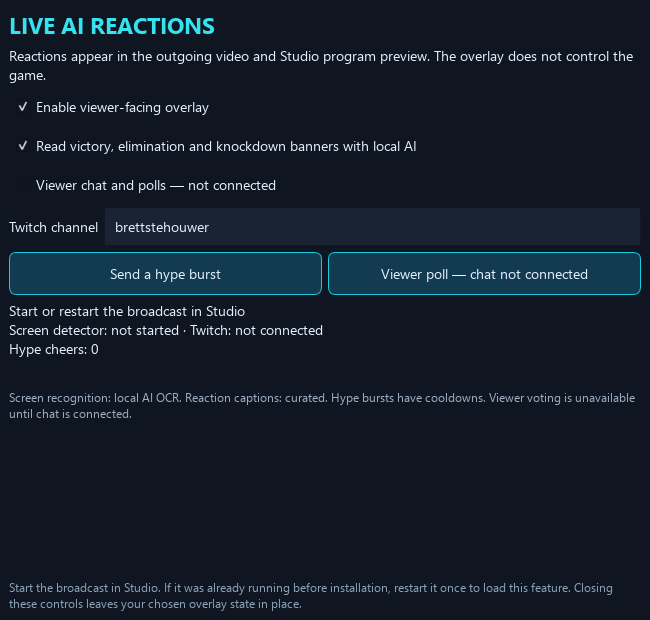 LIVE AI REACTIONS
Reactions appear in the outgoing video and Studio program preview. The overlay does not control the
game.
Enable viewer-facing overlay
Read victory, elimination and knockdown banners with local AI
Viewer chat and polls — not connected
Twitch channel brettstehouwer
Send a hype burst
Viewer poll — chat not connected
Start or restart the broadcast in Studio
Screen detector: not started · Twitch: not connected
Hype cheers: 0
Screen recognition: local AI OCR. Reaction captions: curated. Hype bursts have cooldowns. Viewer voting is unavailable
until chat is connected.
Start the broadcast in Studio. If it was already running before installation, restart it once to load this feature. Closing
these controls leaves your chosen overlay state in place.